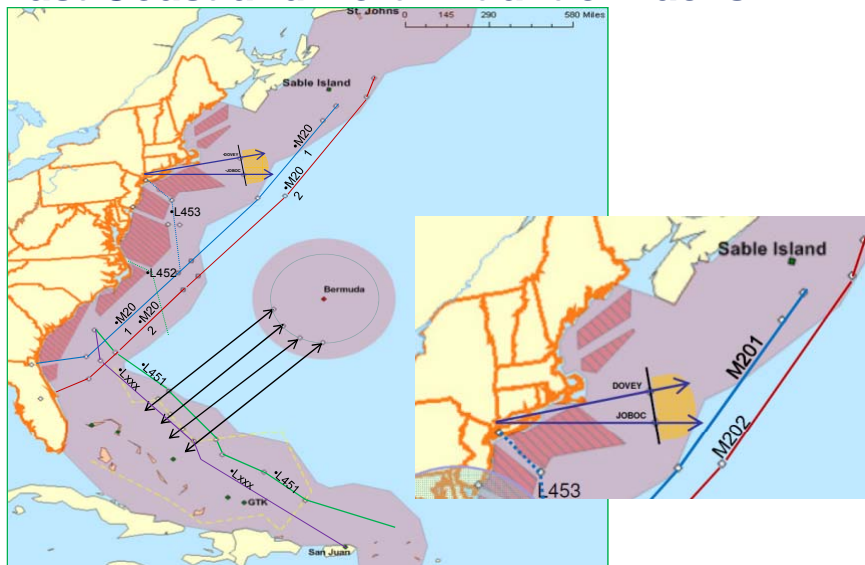 St. Johns
0 145 290 580 Miles
Sable Island
•M20
1
DOVEY
JOBOC
•M20
2
•L453
•L452
Bermuda
•M20
1
•M20
2
•L451
•Lxxx
•Lxxx
•L451
GTK
San Juan
Sable Island
M201
DOVEY
JOBOC
M202
L453